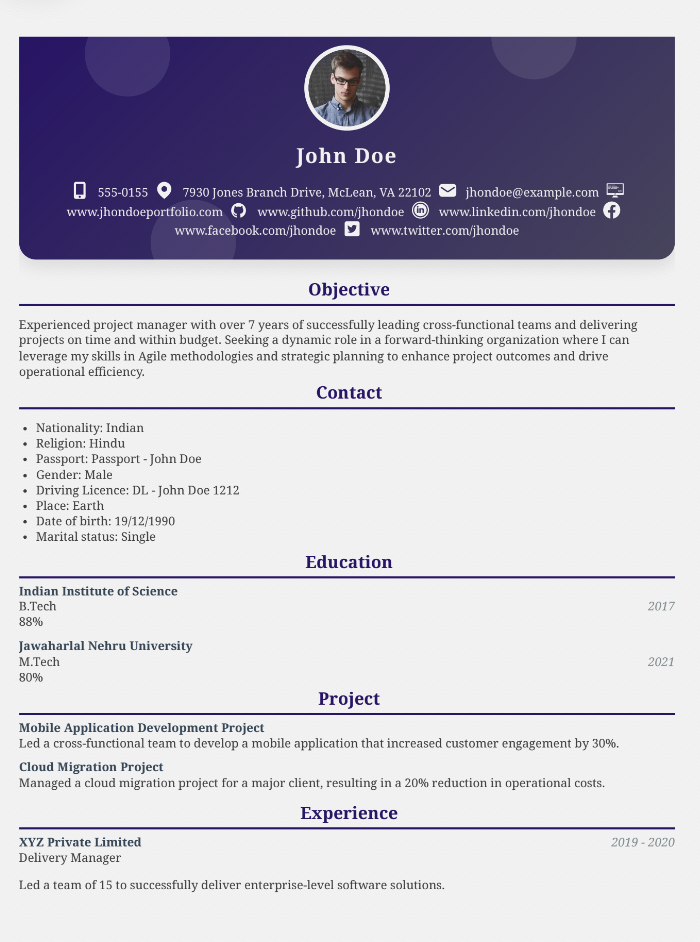 John Doe
555-0155 7930 Jones Branch Drive, McLean, VA 22102 jhondoe@example.com
www.jhondoeportfolio.com www.github.com/jhondoe www.linkedin.com/jhondoe
www.facebook.com/jhondoe www.twitter.com/jhondoe
Objective
Experienced project manager with over 7 years of successfully leading cross-functional teams and delivering
projects on time and within budget. Seeking a dynamic role in a forward-thinking organization where I can
leverage my skills in Agile methodologies and strategic planning to enhance project outcomes and drive
operational efficiency.
Contact
• Nationality: Indian
• Religion: Hindu
• Passport: Passport - John Doe
• Gender: Male
• Driving Licence: DL - John Doe 1212
• Place: Earth
• Date of birth: 19/12/1990
• Marital status: Single
Education
Indian Institute of Science
B.Tech 2017
88%
Jawaharlal Nehru University
M.Tech 2021
80%
Project
Mobile Application Development Project
Led a cross-functional team to develop a mobile application that increased customer engagement by 30%.
Cloud Migration Project
Managed a cloud migration project for a major client, resulting in a 20% reduction in operational costs.
Experience
XYZ Private Limited 2019 - 2020
Delivery Manager
Led a team of 15 to successfully deliver enterprise-level software solutions.